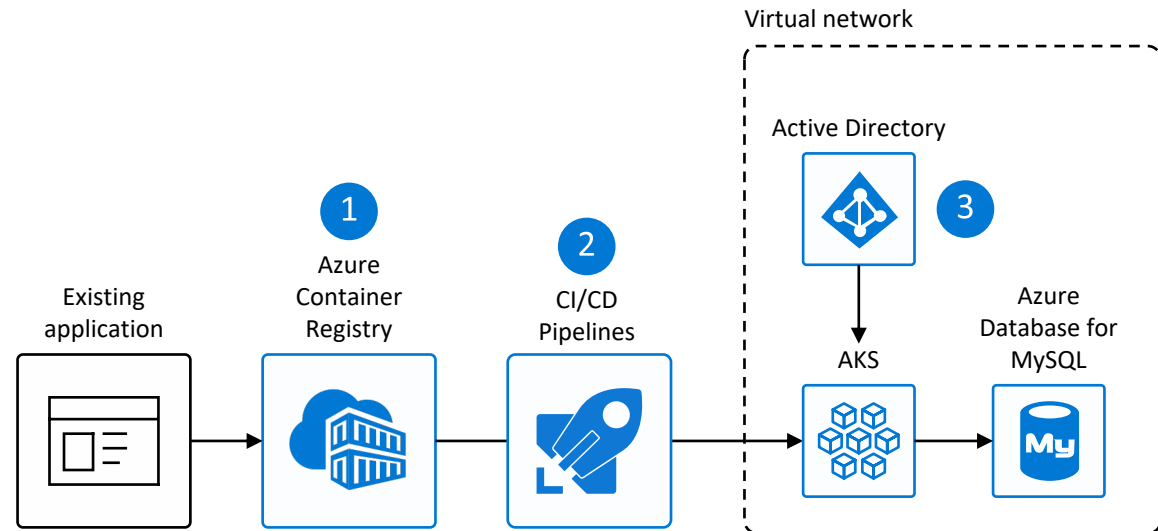 Virtual network
Active Directory
3
1
Azure
Container
Registry
2
CI/CD
Pipelines
Existing
application
AKS
Azure
Database for
MySQL
My